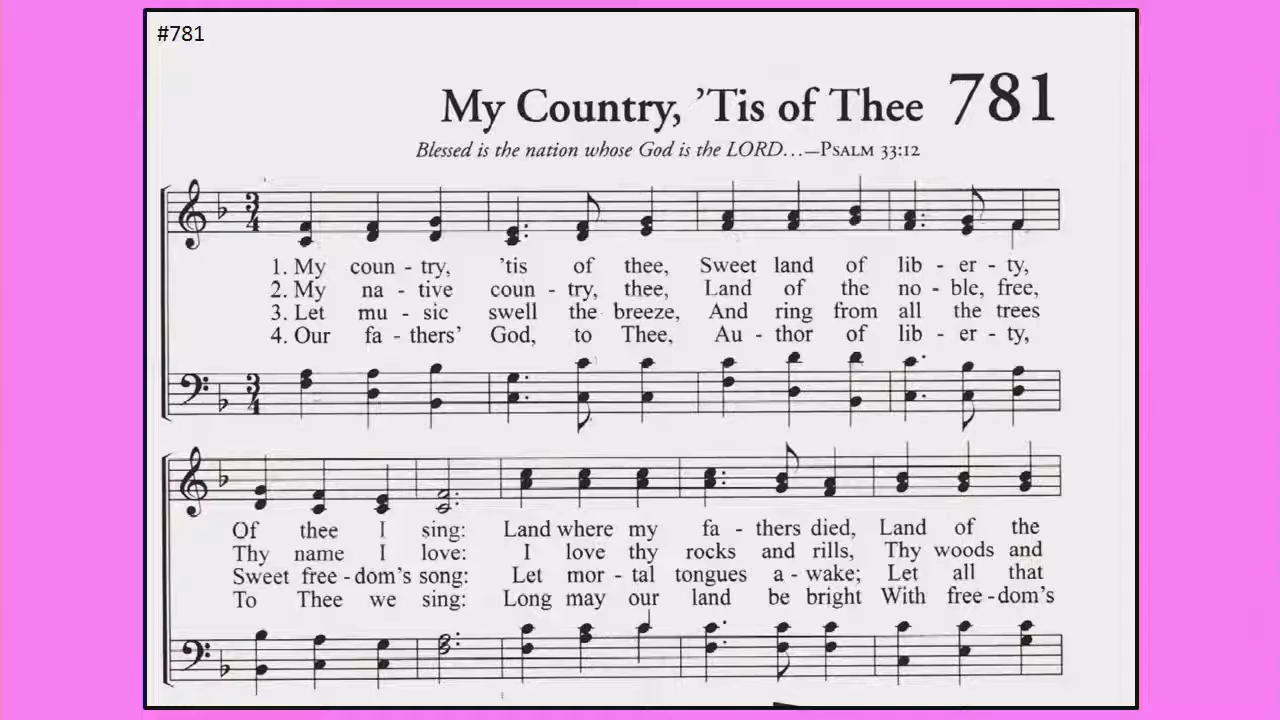 #781
My Country, ’Tis of Thee 781
Blessed is the nation whose God is the LORD…—PSALM 33:12
1. My coun - try, ’tis of thee, Sweet land of lib - er - ty,
2. My na - tive coun - try, thee, Land of the no - ble, free,
3. Let mu - sic swell the breeze, And ring from all the trees
4. Our fa - thers’ God, to Thee, Au - thor of lib - er - ty,
Of thee I sing: Land where my fa - thers died, Land of the
Thy name I love: I love thy rocks and rills, Thy woods and
Sweet free - dom’s song: Let mor - tal tongues a - wake; Let all that
To Thee we sing: Long may our land be bright With free - dom’s